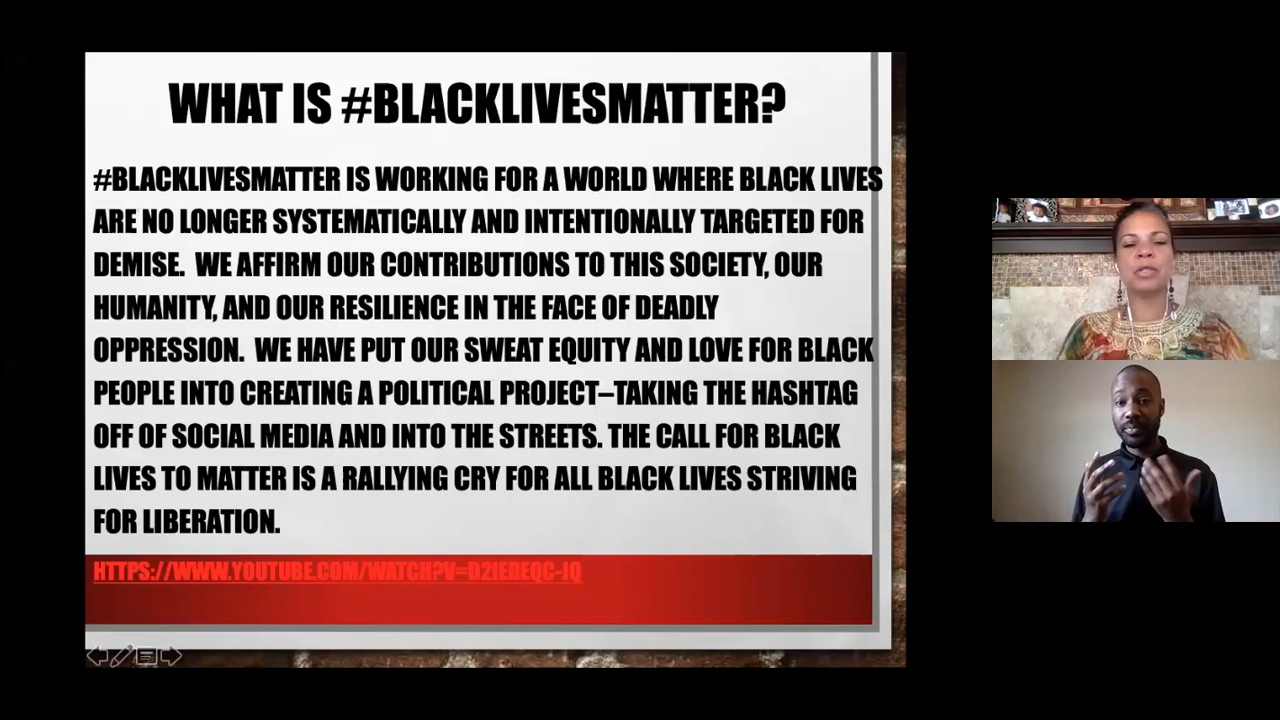 WHAT IS #BLACKLIVESMATTER?
#BLACKLIVESMATTER IS WORKING FOR A WORLD WHERE BLACK LIVES
ARE NO LONGER SYSTEMATICALLY AND INTENTIONALLY TARGETED FOR
DEMISE. WE AFFIRM OUR CONTRIBUTIONS TO THIS SOCIETY, OUR
HUMANITY, AND OUR RESILIENCE IN THE FACE OF DEADLY
OPPRESSION. WE HAVE PUT OUR SWEAT EQUITY AND LOVE FOR BLACK
PEOPLE INTO CREATING A POLITICAL PROJECT–TAKING THE HASHTAG
OFF OF SOCIAL MEDIA AND INTO THE STREETS. THE CALL FOR BLACK
LIVES TO MATTER IS A RALLYING CRY FOR ALL BLACK LIVES STRIVING
FOR LIBERATION.